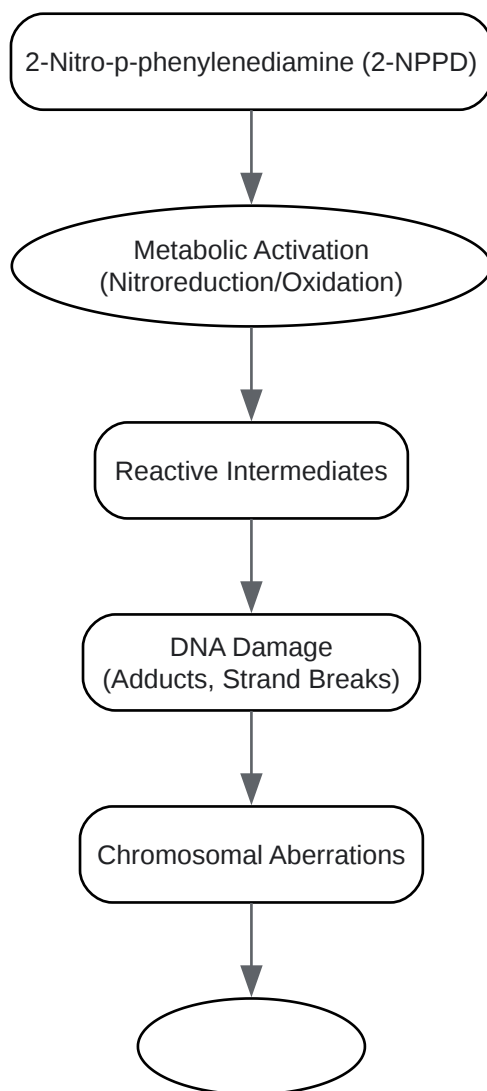 2-Nitro-p-phenylenediamine (2-NPPD)
Metabolic Activation
(Nitroreduction/Oxidation)
Reactive Intermediates
DNA Damage
(Adducts, Strand Breaks)
Chromosomal Aberrations